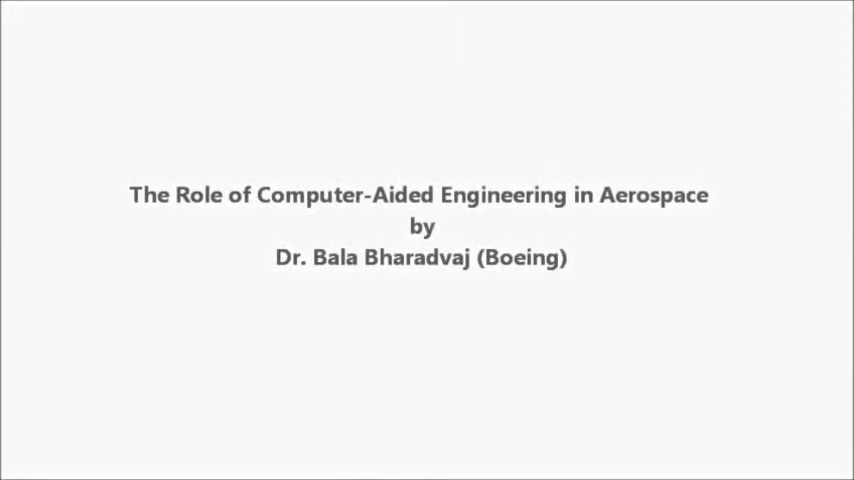 The Role of Computer-Aided Engineering in Aerospace
by
Dr. Bala Bharadvaj (Boeing)